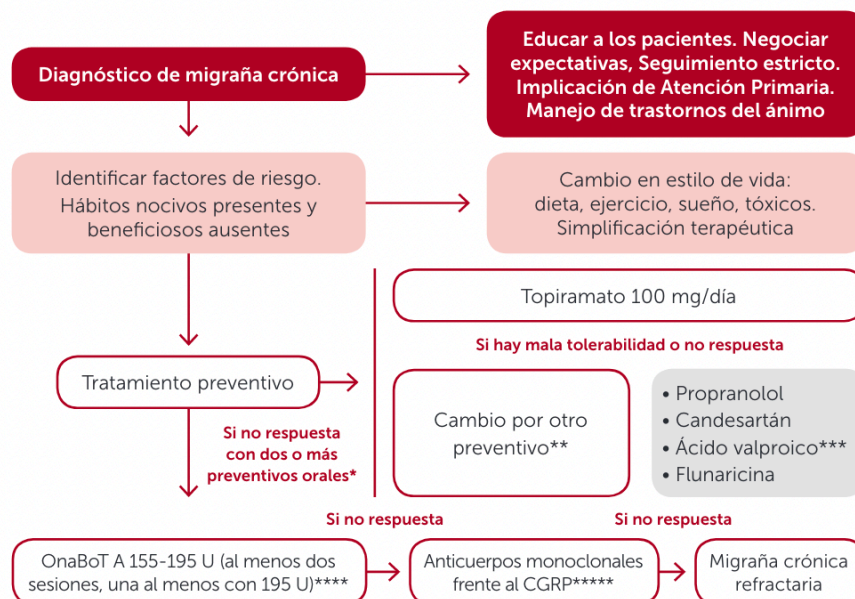 Diagnóstico de migraña crónica
Educar a los pacientes. Negociar
expectativas, Seguimiento estricto.
Implicación de Atención Primaria.
Manejo de trastornos del ánimo
Identificar factores de riesgo.
Hábitos nocivos presentes y
beneficiosos ausentes
Cambio en estilo de vida:
dieta, ejercicio, sueño, tóxicos.
Simplificación terapéutica
Topiramato 100 mg/día
Si hay mala tolerabilidad o no respuesta
Tratamiento preventivo
Cambio por otro
preventivo**
• Propranolol
• Candesartán
• Ácido valproico***
• Flunaricina
Si no respuesta
con dos o más
preventivos orales*
Si no respuesta
Si no respuesta
OnaBoT A 155-195 U (al menos dos
sesiones, una al menos con 195 U)****
Anticuerpos monoclonales
frente al CGRP*****
Migraña crónica
refractaria